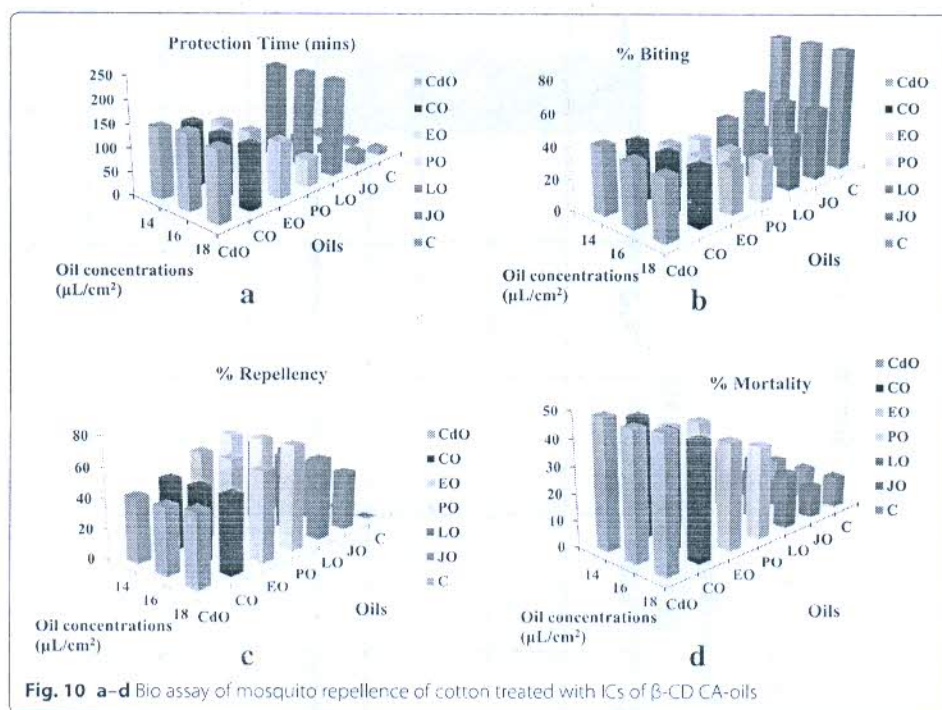 Protection Time (mins)
250
200
150
100
50
0
14
16
18
CdO
CO
EO
PO
LO
JO
C
Oils
Oil concentrations
(µL/cm²)
CdO
CO
EO
PO
LO
JO
C
a
% Biting
80
60
40
20
0
14
16
18
CdO
CO
EO
PO
LO
JO
C
Oils
Oil concentrations
(µL/cm²)
CdO
CO
EO
PO
LO
JO
C
b
% Repellency
80
60
40
20
0
14
16
18
CdO
CO
EO
PO
LO
JO
C
Oils
Oil concentrations
(µL/cm²)
CdO
CO
EO
PO
LO
JO
C
c
% Mortality
50
40
30
20
10
0
14
16
18
CdO
CO
EO
PO
LO
JO
C
Oils
Oil concentrations
(µL/cm²)
CdO
CO
EO
PO
LO
JO
C
d
Fig. 10 a–d Bio assay of mosquito repellence of cotton treated with ICs of β-CD CA-oils